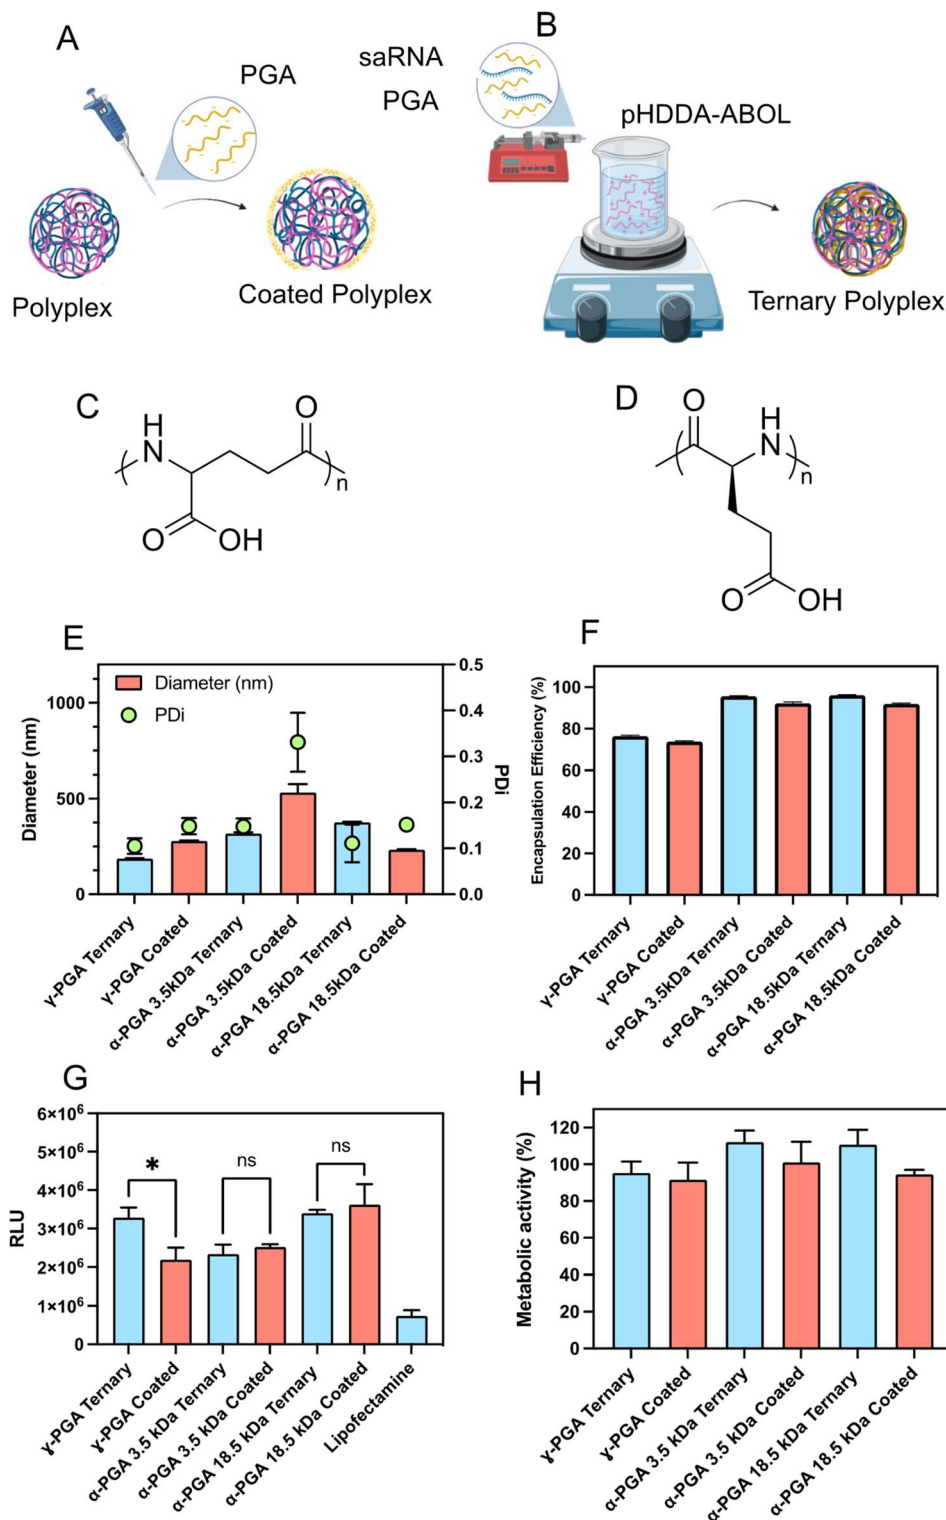 A
PGA
Polyplex
Coated Polyplex
B
saRNA
PGA
pHDDA-ABOL
Ternary Polyplex
C
H
N
O
n
O
OH
D
O
H
N
n
O
OH
E
Diameter (nm)
PDi
1000
500
0
Diameter (nm)
0.5
0.4
0.3
0.2
0.1
0.0
PDi
γ-PGA Ternary
γ-PGA Coated
α-PGA 3.5kDa Ternary
α-PGA 3.5kDa Coated
α-PGA 18.5kDa Ternary
α-PGA 18.5kDa Coated
F
100
80
60
40
20
0
Encapsulation Efficiency (%)
γ-PGA Ternary
γ-PGA Coated
α-PGA 3.5kDa Ternary
α-PGA 3.5kDa Coated
α-PGA 18.5kDa Ternary
α-PGA 18.5kDa Coated
G
6×10⁶
5×10⁶
4×10⁶
3×10⁶
2×10⁶
1×10⁶
0
RLU
*
ns
ns
γ-PGA Ternary
γ-PGA Coated
α-PGA 3.5 kDa Ternary
α-PGA 3.5 kDa Coated
α-PGA 18.5 kDa Ternary
α-PGA 18.5 kDa Coated
Lipofectamine
H
120
100
80
60
40
20
0
Metabolic activity (%)
γ-PGA Ternary
γ-PGA Coated
α-PGA 3.5 kDa Ternary
α-PGA 3.5 kDa Coated
α-PGA 18.5 kDa Ternary
α-PGA 18.5 kDa Coated